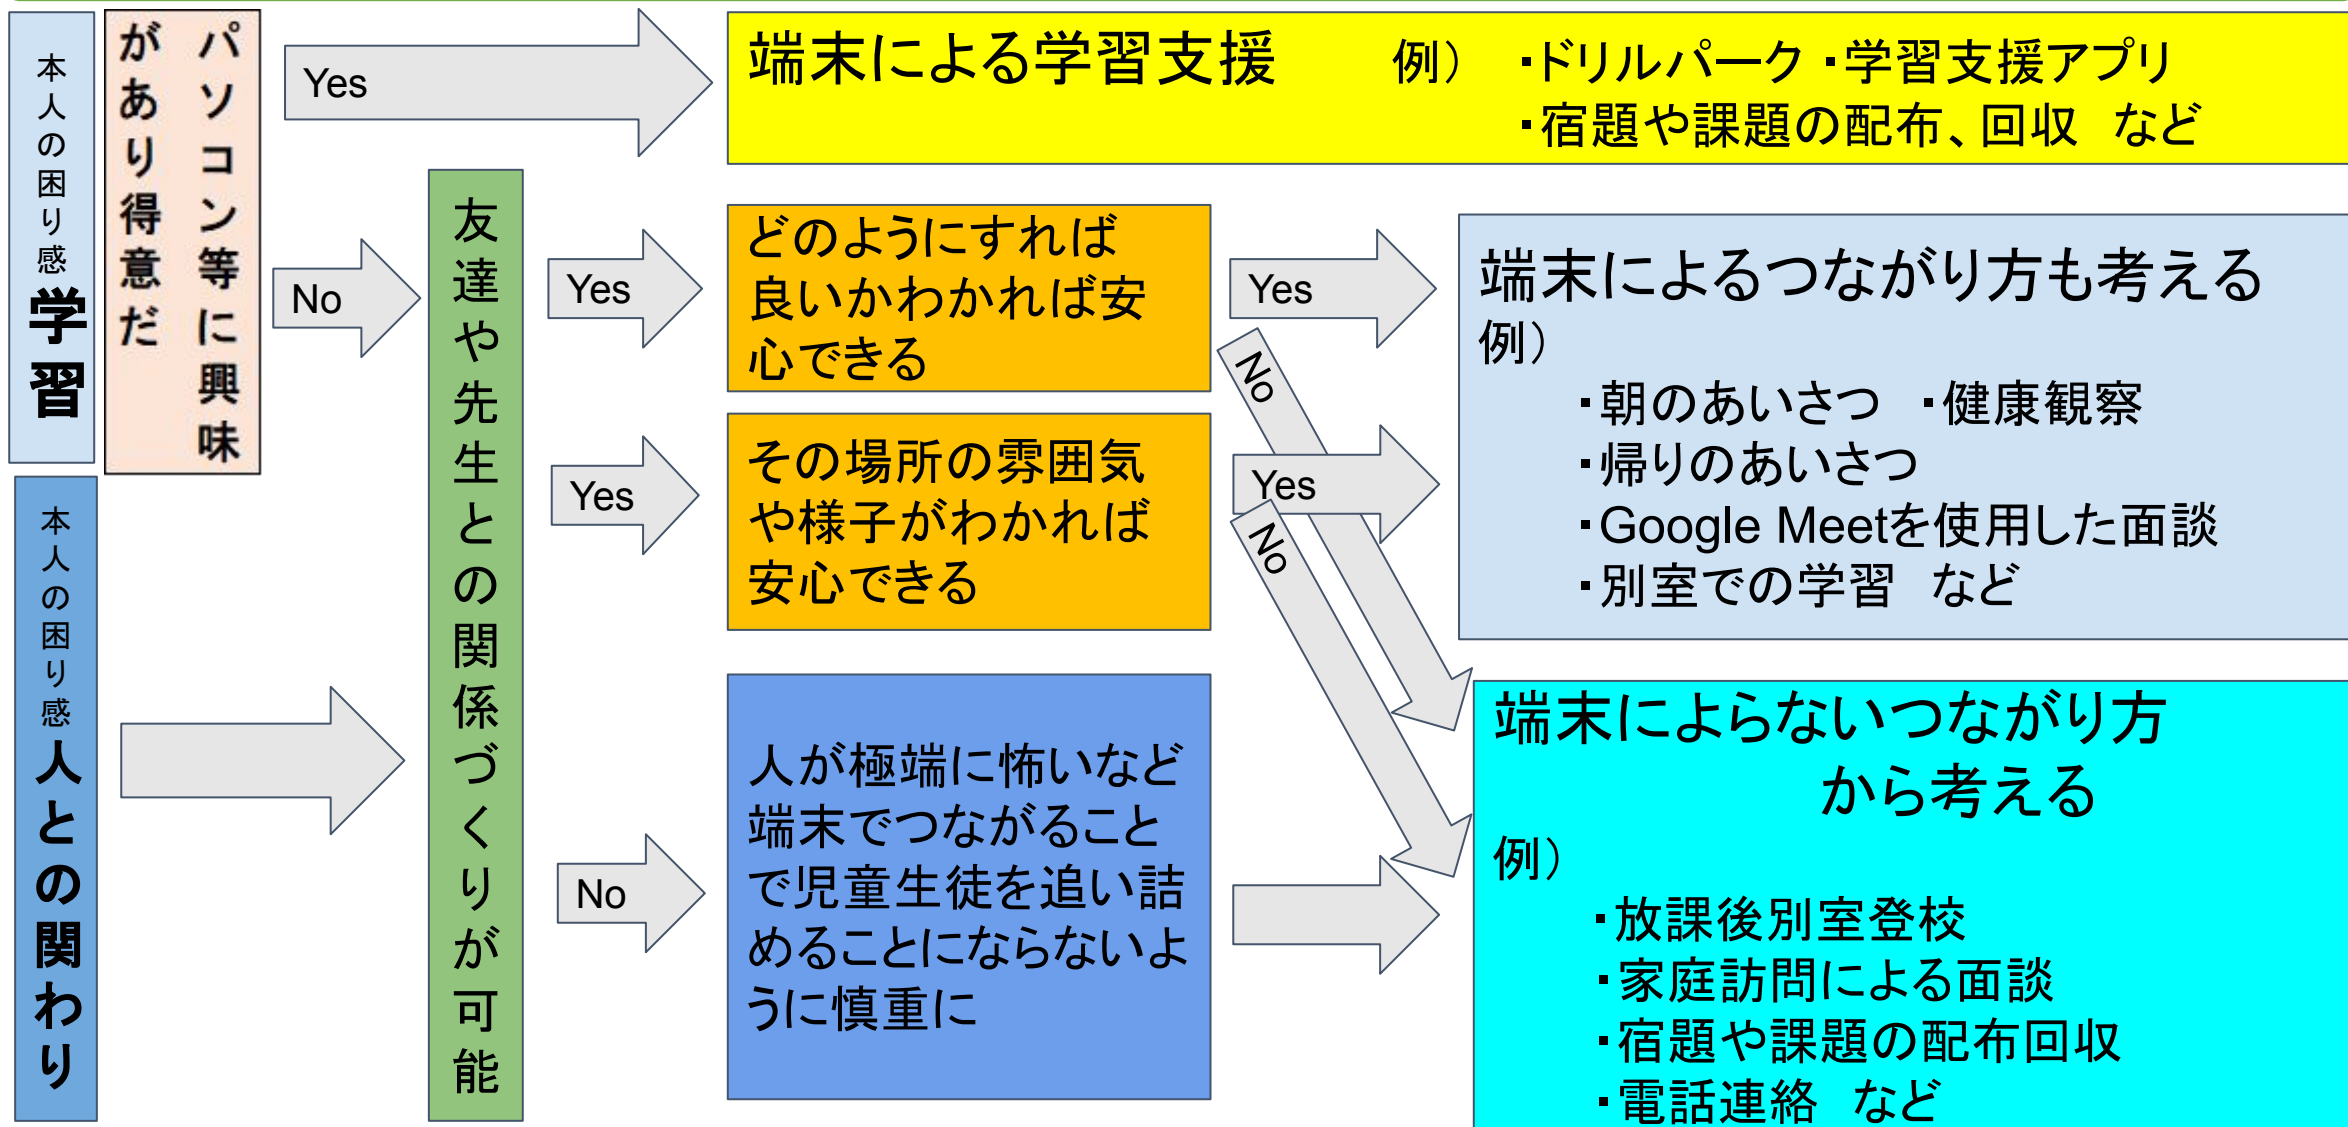 本人の困り感 学習
パソコン等に興味
があり得意だ
Yes
端末による学習支援 例） ・ドリルパーク ・学習支援アプリ
・宿題や課題の配布、回収 など
No
本人の困り感 人との関わり
友達や先生との関係づくりが可能
Yes
どのようにすれば
良いかわかれば安
心できる
Yes
No
端末によるつながり方も考える
例）
・朝のあいさつ ・健康観察
・帰りのあいさつ
・Google Meetを使用した面談
・別室での学習 など
Yes
その場所の雰囲気
や様子がわかれば
安心できる
Yes
No
No
人が極端に怖いなど
端末でつながること
で児童生徒を追い詰
めることにならないよ
うに慎重に
端末によらないつながり方
から考える
例）
・放課後別室登校
・家庭訪問による面談
・宿題や課題の配布回収
・電話連絡 など